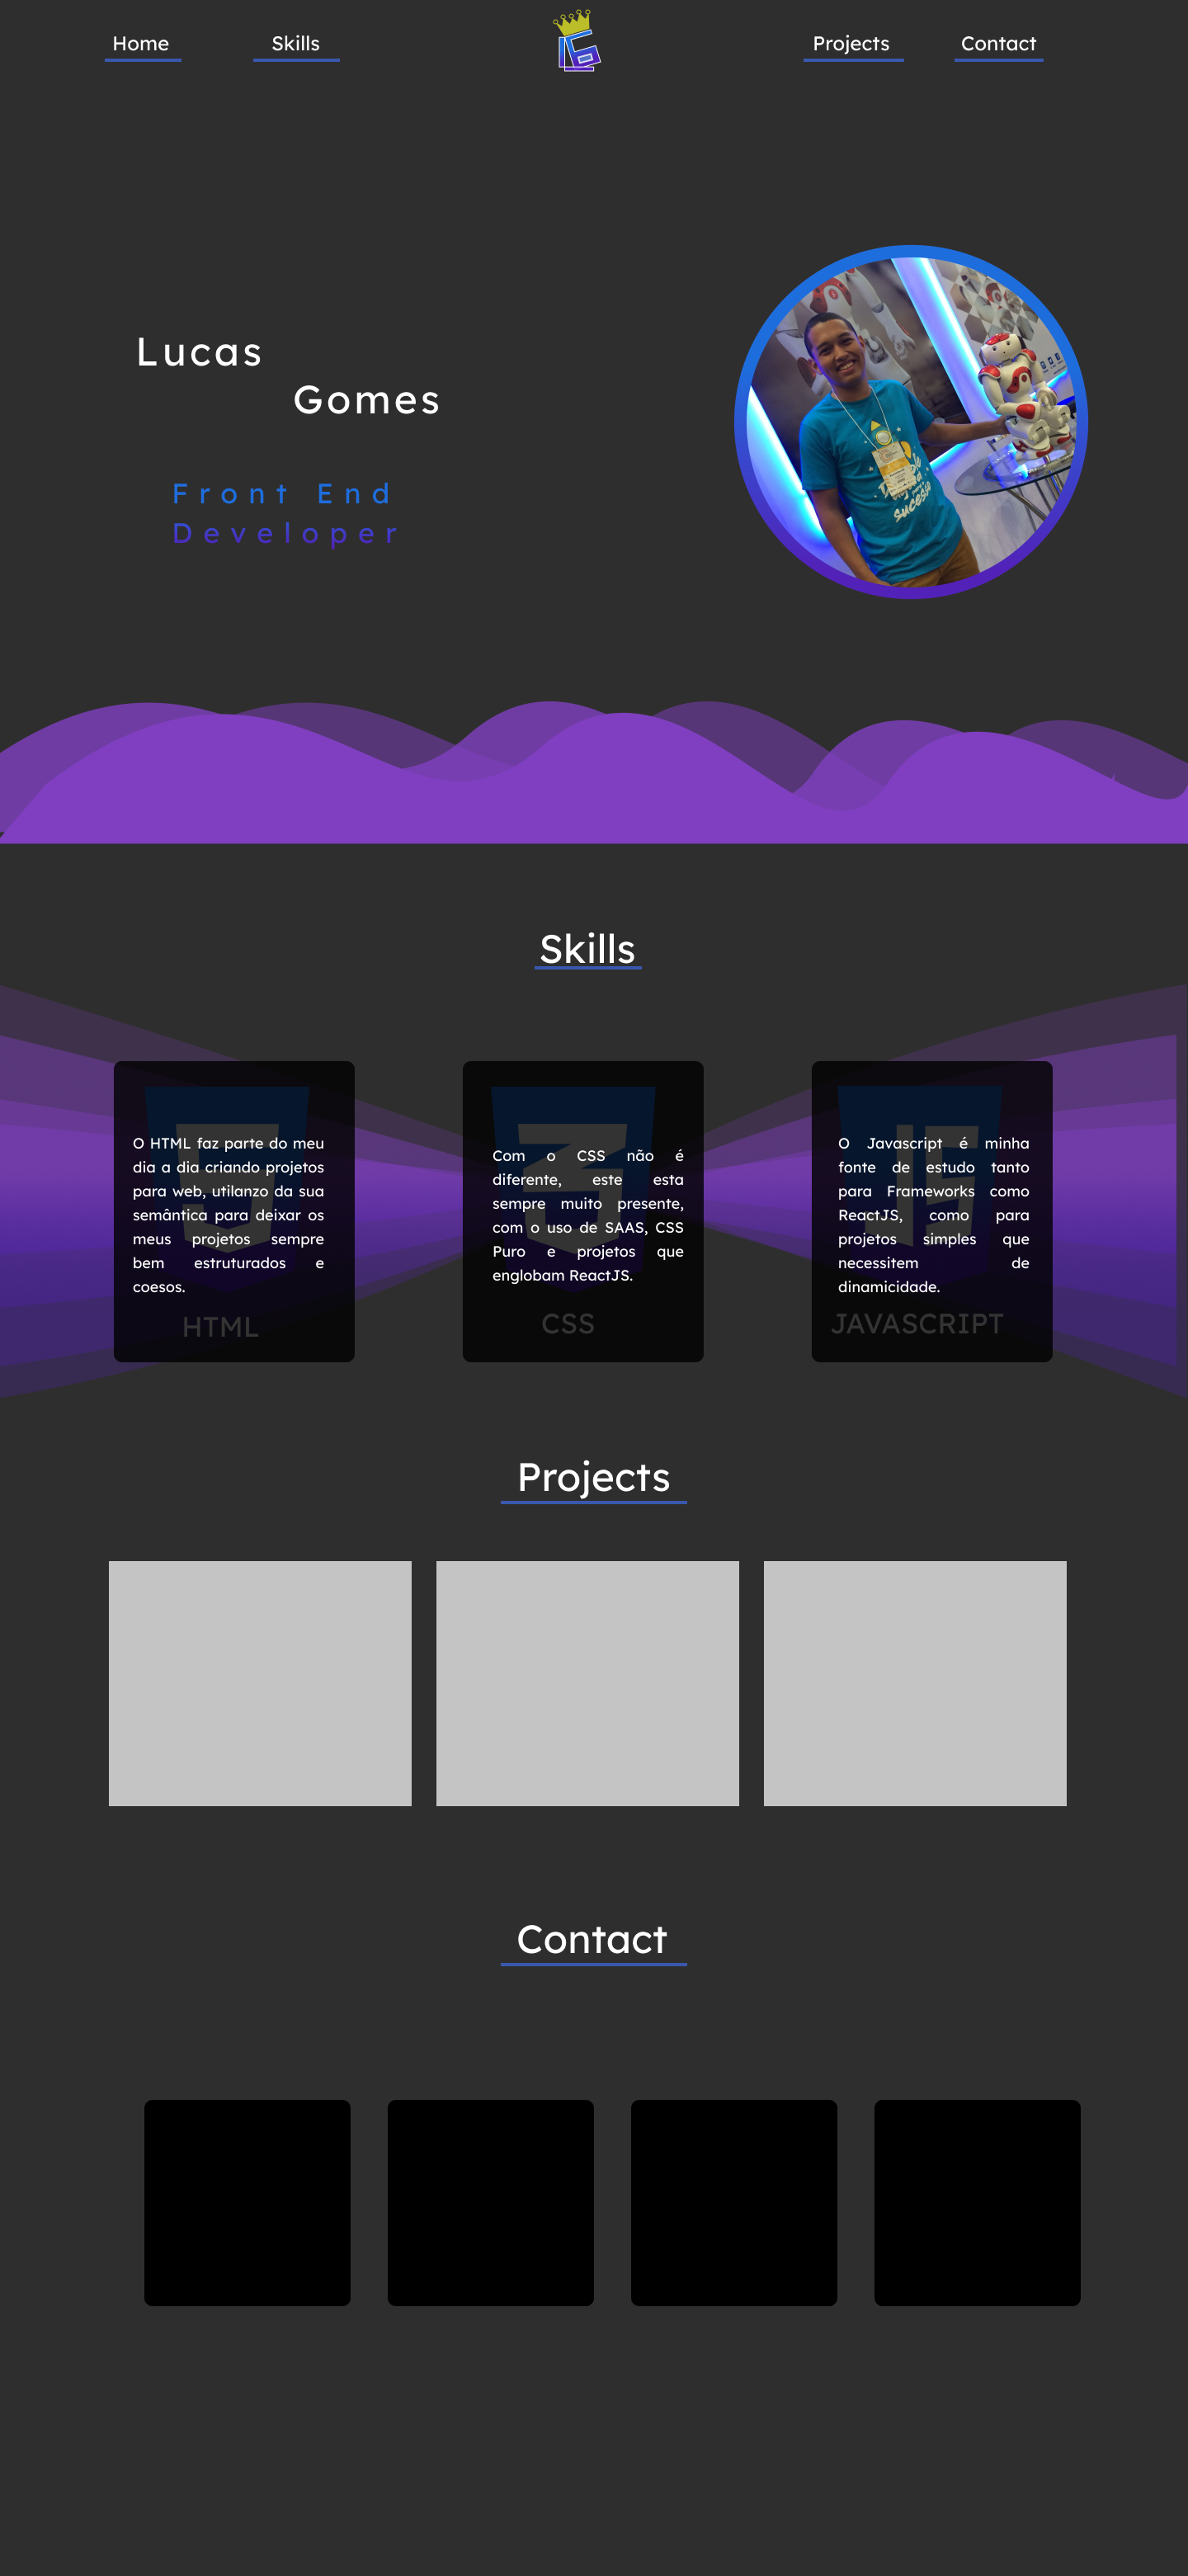 Home
Skills
Projects
Contact
Lucas
Gomes
Front End
Developer
sucesso
Skills
O HTML faz parte do meu
dia a dia criando projetos
para web, utilanzo da sua
semântica para deixar os
meus projetos sempre
bem estruturados e
coesos.
HTML
Com o CSS não é
diferente, este esta
sempre muito presente,
com o uso de SAAS, CSS
Puro e projetos que
englobam ReactJS.
CSS
O Javascript é minha
fonte de estudo tanto
para Frameworks como
ReactJS, como para
projetos simples que
necessitem de
dinamicidade.
JAVASCRIPT
Projects
Contact